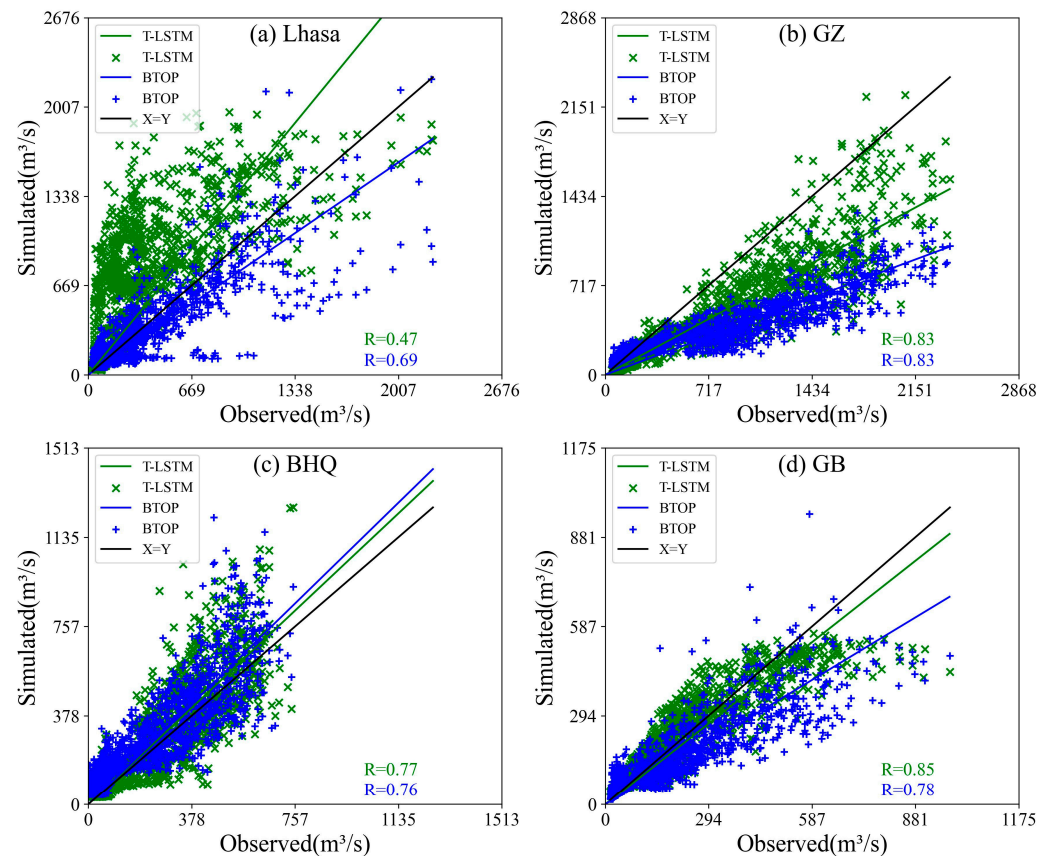 (a) Lhasa
T-LSTM
T-LSTM
BTOP
BTOP
X=Y
2676
2007
1338
669
0
Simulated(m³/s)
R=0.47
R=0.69
0 669 1338 2007 2676
Observed(m³/s)
(b) GZ
T-LSTM
T-LSTM
BTOP
BTOP
X=Y
2868
2151
1434
717
0
Simulated(m³/s)
R=0.83
R=0.83
0 717 1434 2151 2868
Observed(m³/s)
(c) BHQ
T-LSTM
T-LSTM
BTOP
BTOP
X=Y
1513
1135
757
378
0
Simulated(m³/s)
R=0.77
R=0.76
0 378 757 1135 1513
Observed(m³/s)
(d) GB
T-LSTM
T-LSTM
BTOP
BTOP
X=Y
1175
881
587
294
0
Simulated(m³/s)
R=0.85
R=0.78
0 294 587 881 1175
Observed(m³/s)